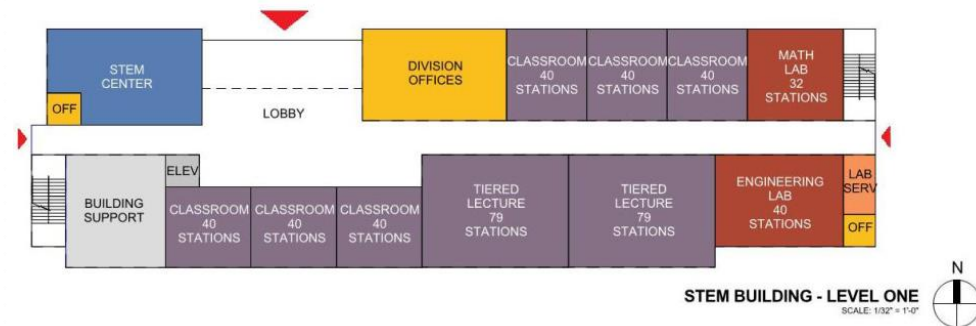 STEM
CENTER
OFF
LOBBY
DIVISION
OFFICES
CLASSROOM
40
STATIONS
CLASSROOM
40
STATIONS
CLASSROOM
40
STATIONS
MATH
LAB
32
STATIONS
BUILDING
SUPPORT
ELEV
CLASSROOM
40
STATIONS
CLASSROOM
40
STATIONS
CLASSROOM
40
STATIONS
TIERED
LECTURE
79
STATIONS
TIERED
LECTURE
79
STATIONS
ENGINEERING
LAB
40
STATIONS
LAB
SERV
OFF
N
STEM BUILDING - LEVEL ONE
SCALE: 1/32" = 1'-0"